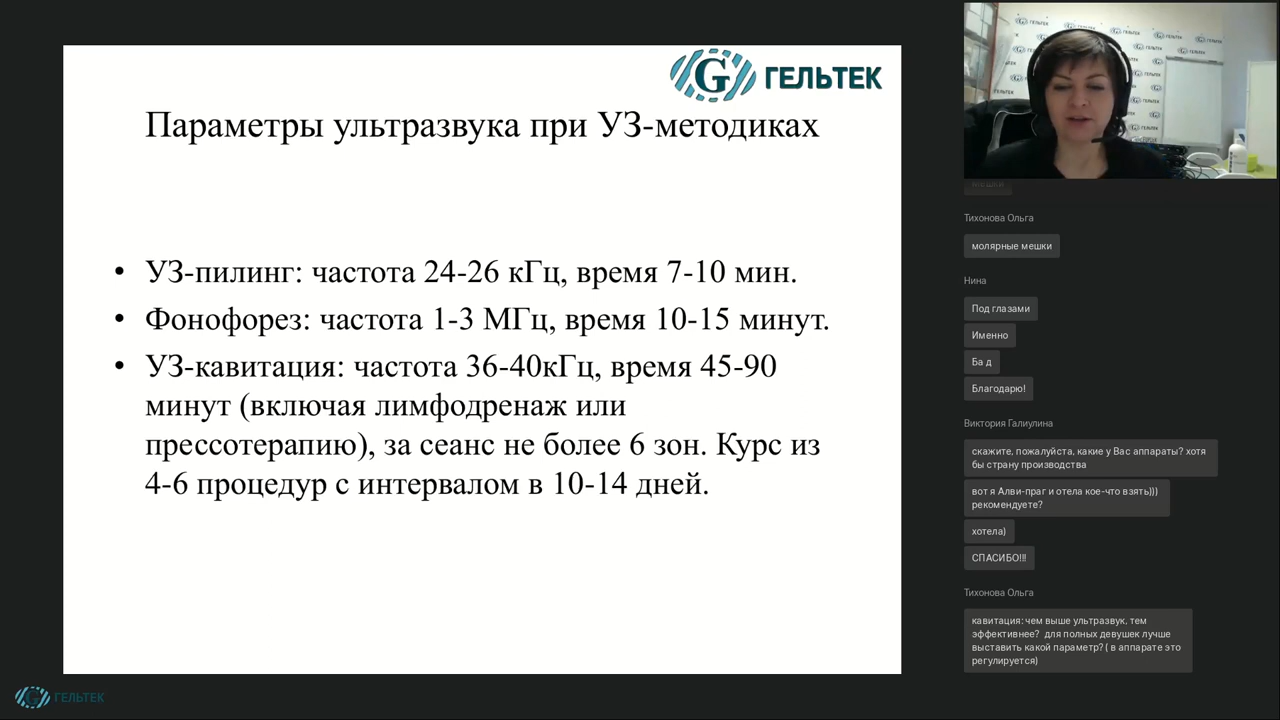 ГЕЛЬТЕК
Параметры ультразвука при УЗ-методиках
• УЗ-пилинг: частота 24-26 кГц, время 7-10 мин.
• Фонофорез: частота 1-3 МГц, время 10-15 минут.
• УЗ-кавитация: частота 36-40кГц, время 45-90
минут (включая лимфодренаж или
прессотерапию), за сеанс не более 6 зон. Курс из
4-6 процедур с интервалом в 10-14 дней.
ГЕЛЬТЕК
мешки
Тихонова Ольга
молярные мешки
Нина
Под глазами
Именно
Ба д
Благодарю!
Виктория Галиулина
скажите, пожалуйста, какие у Вас аппараты? хотя
бы страну производства
вот я Алви-праг и отела кое-что взять)))
рекомендуете?
хотела)
СПАСИБО!!!
Тихонова Ольга
кавитация: чем выше ультразвук, тем
эффективнее? для полных девушек лучше
выставить какой параметр? ( в аппарате это
регулируется)